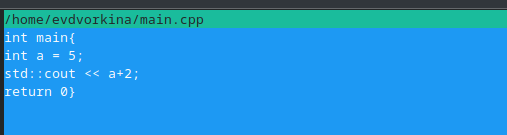 /home/evdvorkina/main.cpp
int main{
int a = 5;
std::cout << a+2;
return 0}